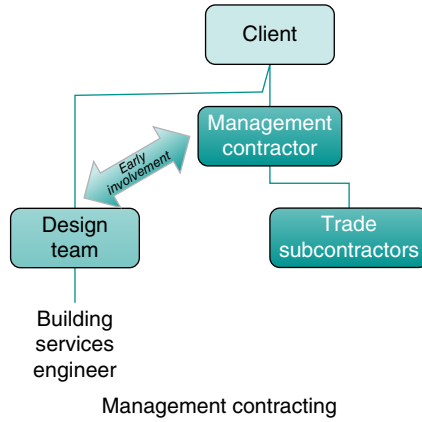 Client
Management
contractor
Early
involvement
Design
team
Trade
subcontractors
Building
services
engineer
Management contracting